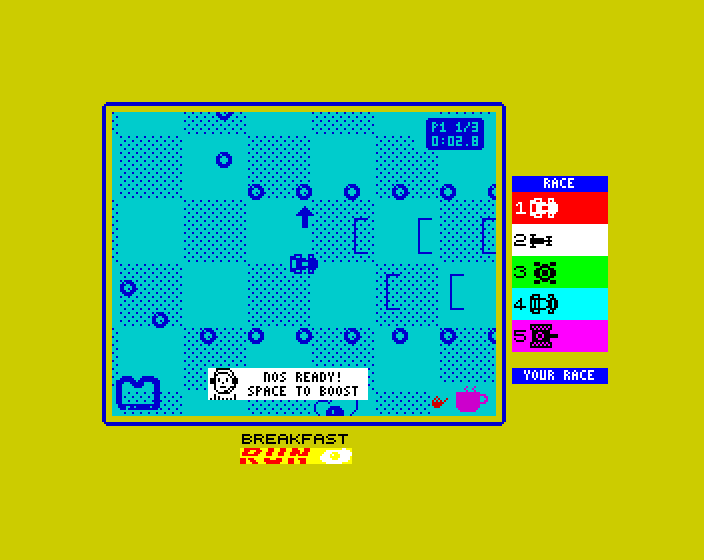 P1 1/3
0:02.8
RACE
1
2
3
4
5
YOUR RACE
NOS READY!
SPACE TO BOOST
BREAKFAST
RUN